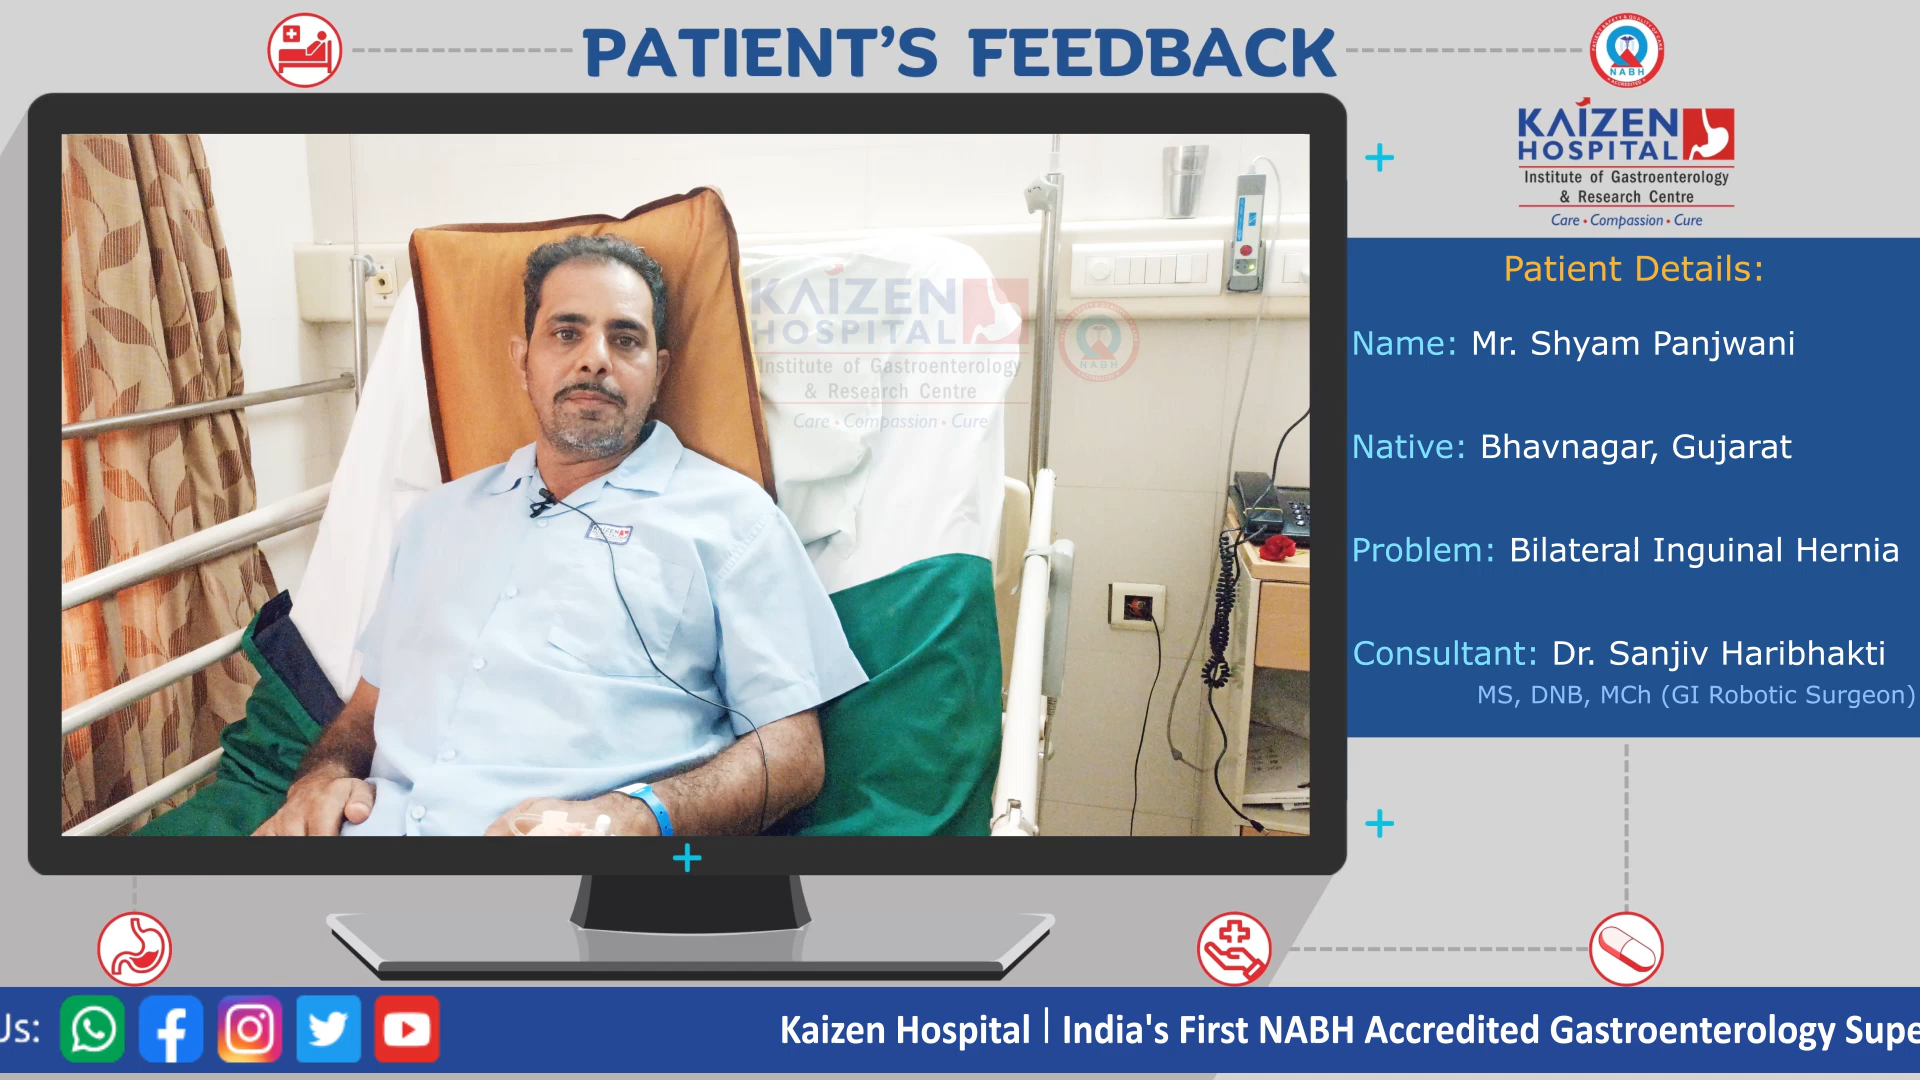 PATIENT'S FEEDBACK
NABH
KAIZEN
HOSPITAL
Institute of Gastroenterology
& Research Centre
Care • Compassion • Cure
KAIZEN
HOSPITAL
Institute of Gastroenterology
& Research Centre
Care • Compassion • Cure
NABH
Patient Details:
Name: Mr. Shyam Panjwani
Native: Bhavnagar, Gujarat
Problem: Bilateral Inguinal Hernia
Consultant: Dr. Sanjiv Haribhakti
MS, DNB, MCh (GI Robotic Surgeon)
Us:
Kaizen Hospital | India's First NABH Accredited Gastroenterology Supe